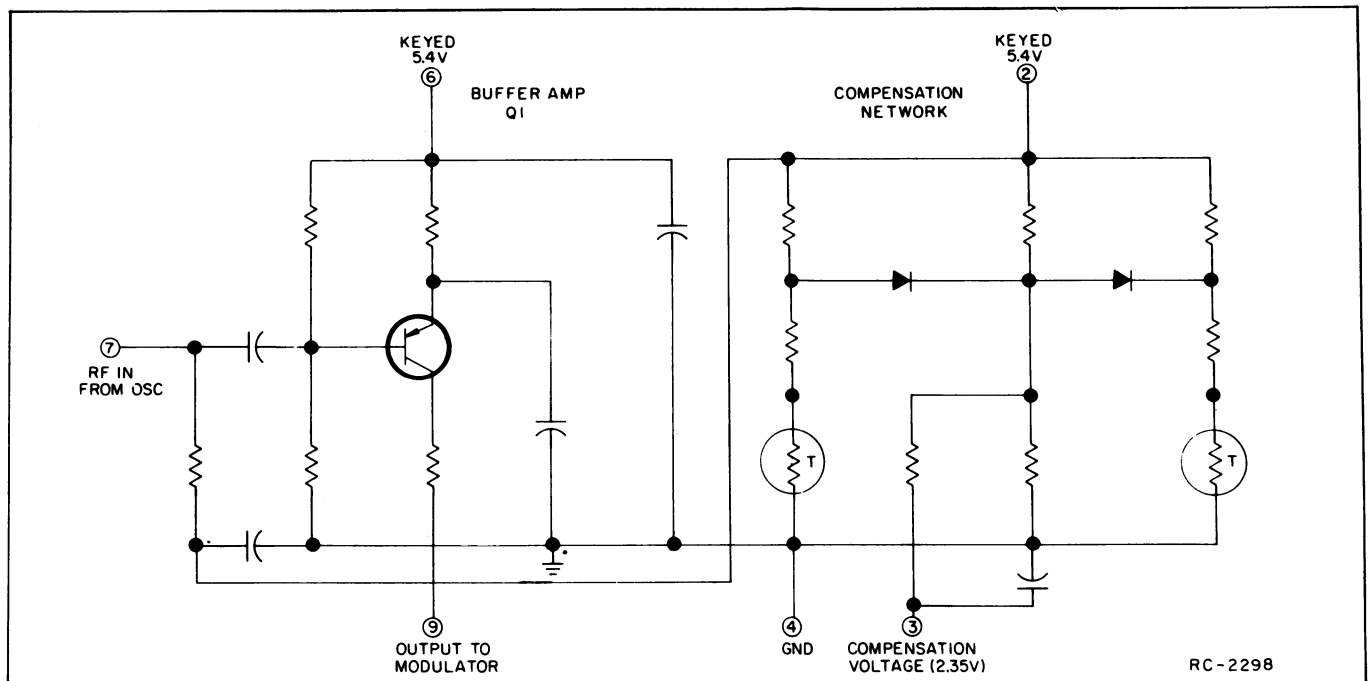 KEYED
5.4V
6
BUFFER AMP
Q1
KEYED
5.4V
2
COMPENSATION
NETWORK
7
RF IN
FROM OSC
T
T
9
OUTPUT TO
MODULATOR
4
GND
3
COMPENSATION
VOLTAGE (2.35V)
RC-2298